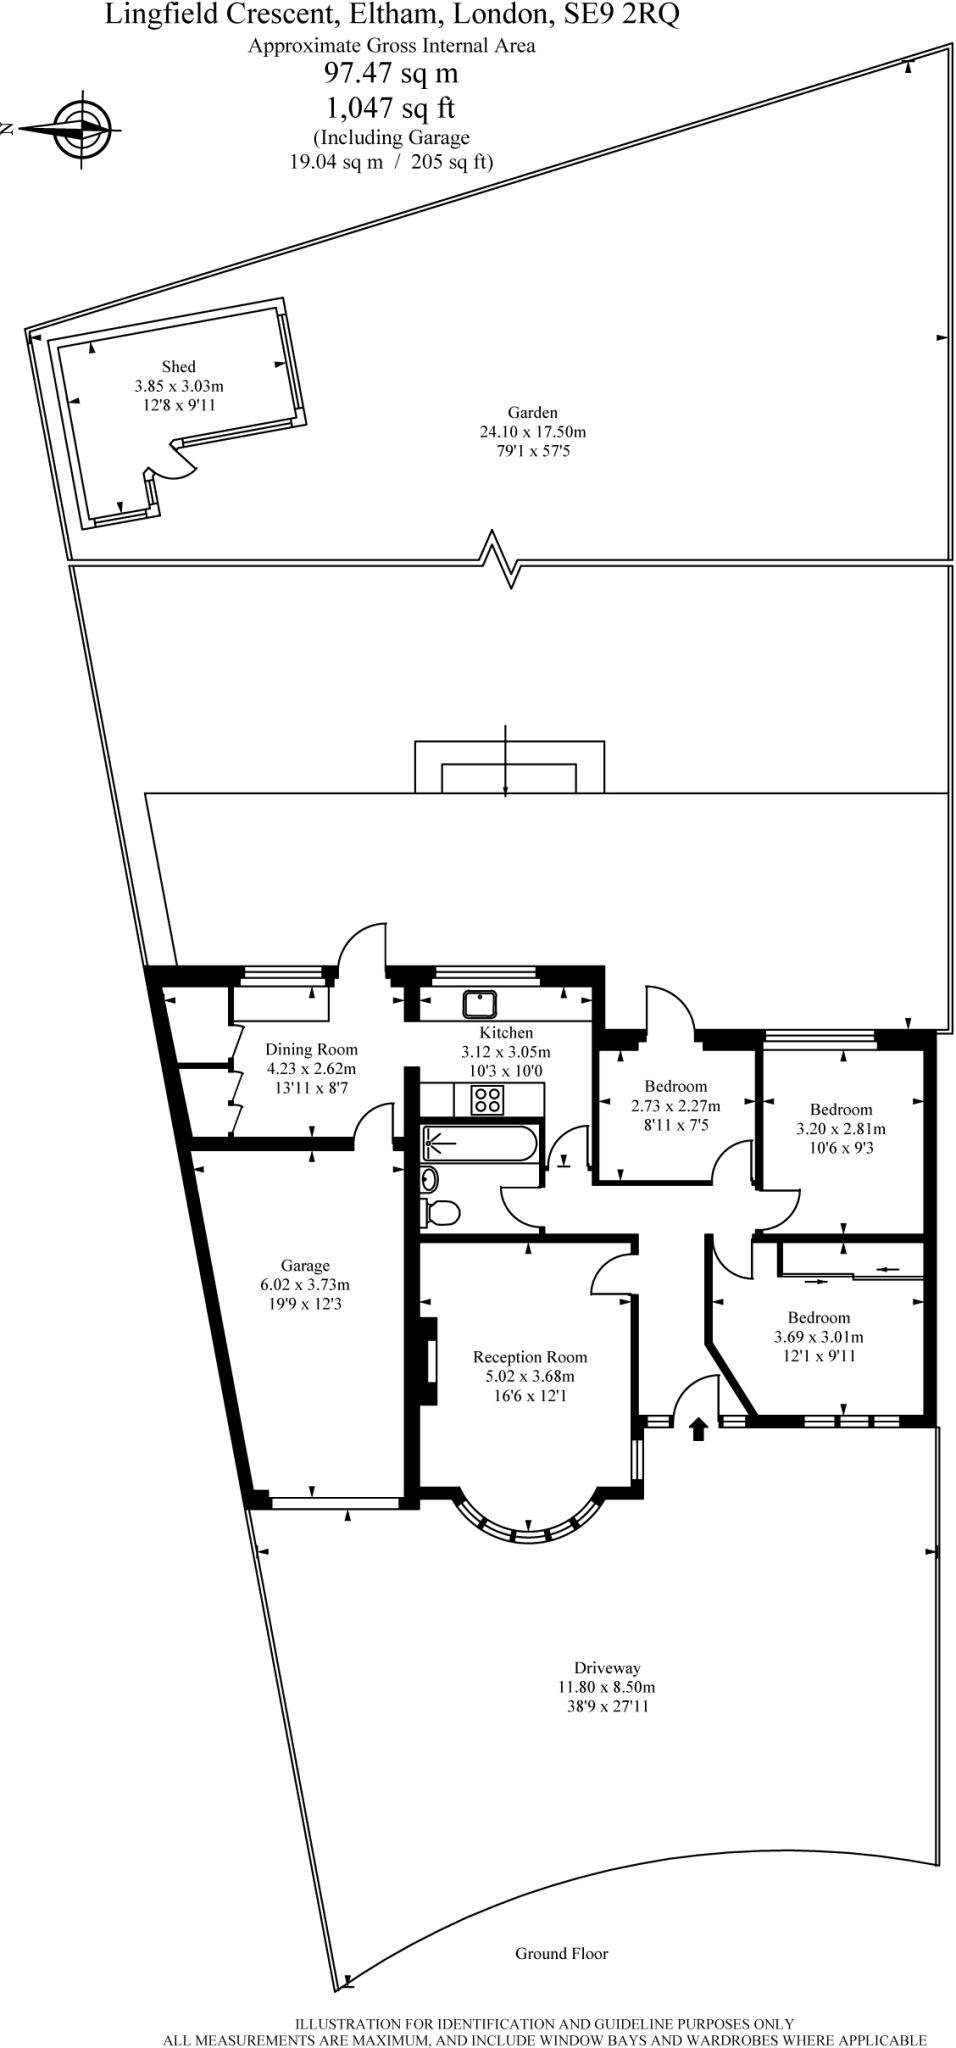 Lingfield Crescent, Eltham, London, SE9 2RQ
Approximate Gross Internal Area
97.47 sq m
1,047 sq ft
(Including Garage
19.04 sq m / 205 sq ft)
N
Shed
3.85 x 3.03m
12'8 x 9'11
Garden
24.10 x 17.50m
79'1 x 57'5
Dining Room
4.23 x 2.62m
13'11 x 8'7
Kitchen
3.12 x 3.05m
10'3 x 10'0
Bedroom
2.73 x 2.27m
8'11 x 7'5
Bedroom
3.20 x 2.81m
10'6 x 9'3
Garage
6.02 x 3.73m
19'9 x 12'3
Reception Room
5.02 x 3.68m
16'6 x 12'1
Bedroom
3.69 x 3.01m
12'1 x 9'11
Driveway
11.80 x 8.50m
38'9 x 27'11
Ground Floor
ILLUSTRATION FOR IDENTIFICATION AND GUIDELINE PURPOSES ONLY
ALL MEASUREMENTS ARE MAXIMUM, AND INCLUDE WINDOW BAYS AND WARDROBES WHERE APPLICABLE